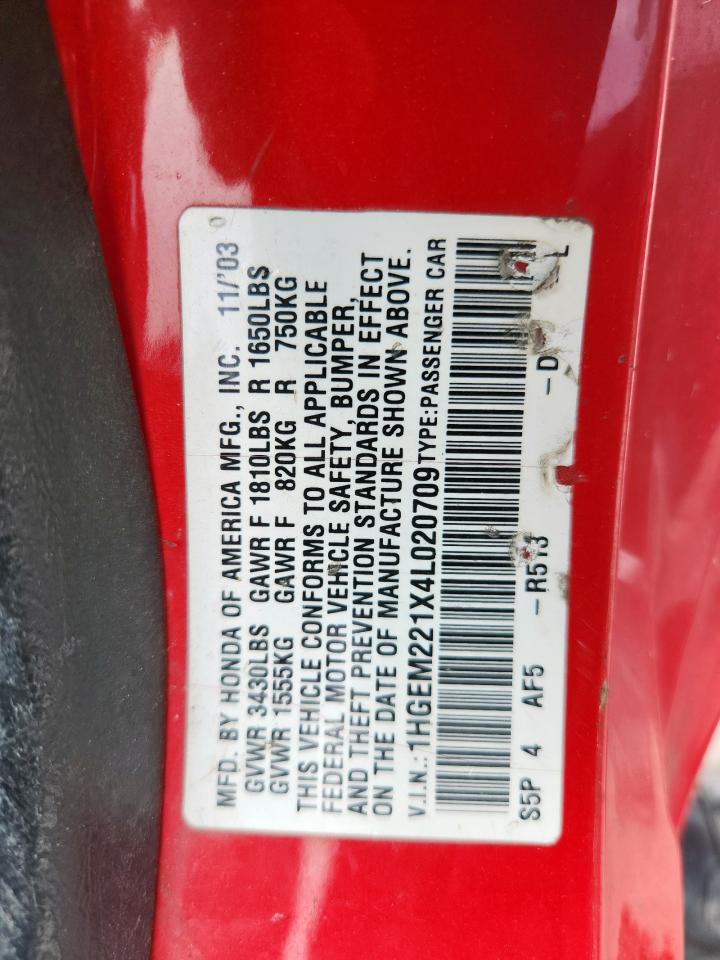 MFD. BY HONDA OF AMERICA MFG., INC. 11/'03
GVWR 3430LBS GAWR F 1810LBS R 1650LBS
GVWR 1555KG GAWR F 820KG R 750KG
THIS VEHICLE CONFORMS TO ALL APPLICABLE
FEDERAL MOTOR VEHICLE SAFETY, BUMPER,
AND THEFT PREVENTION STANDARDS IN EFFECT
ON THE DATE OF MANUFACTURE SHOWN ABOVE.
V.I.N.:1HGEM221X4L020709 TYPE:PASSENGER CAR
S5P 4 AF5 -R513 -D L